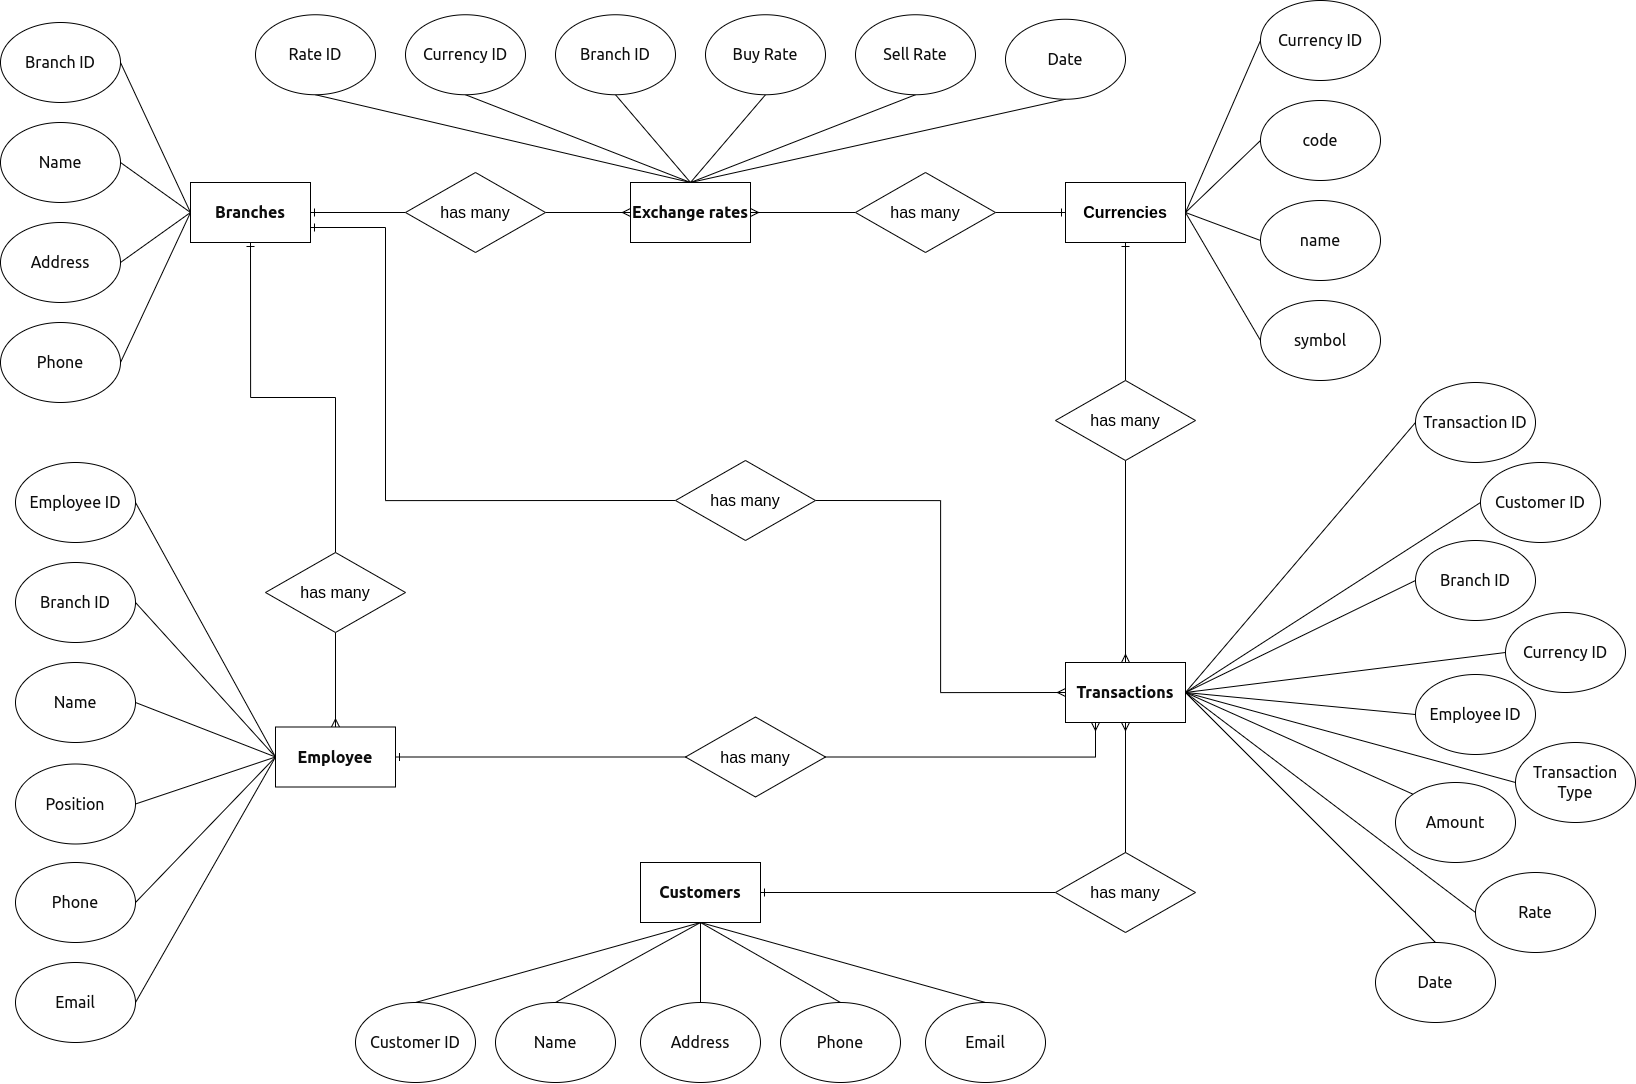 Branch ID
Name
Address
Phone
Rate ID
Currency ID
Branch ID
Buy Rate
Sell Rate
Date
Currency ID
code
name
symbol
Branches
has many
Exchange rates
has many
Currencies
has many
has many
has many
Transaction ID
Customer ID
Branch ID
Currency ID
Employee ID
Transaction
Type
Amount
Rate
Date
Transactions
Employee ID
Branch ID
Name
Position
Phone
Email
Employee
has many
Customers
has many
Customer ID
Name
Address
Phone
Email